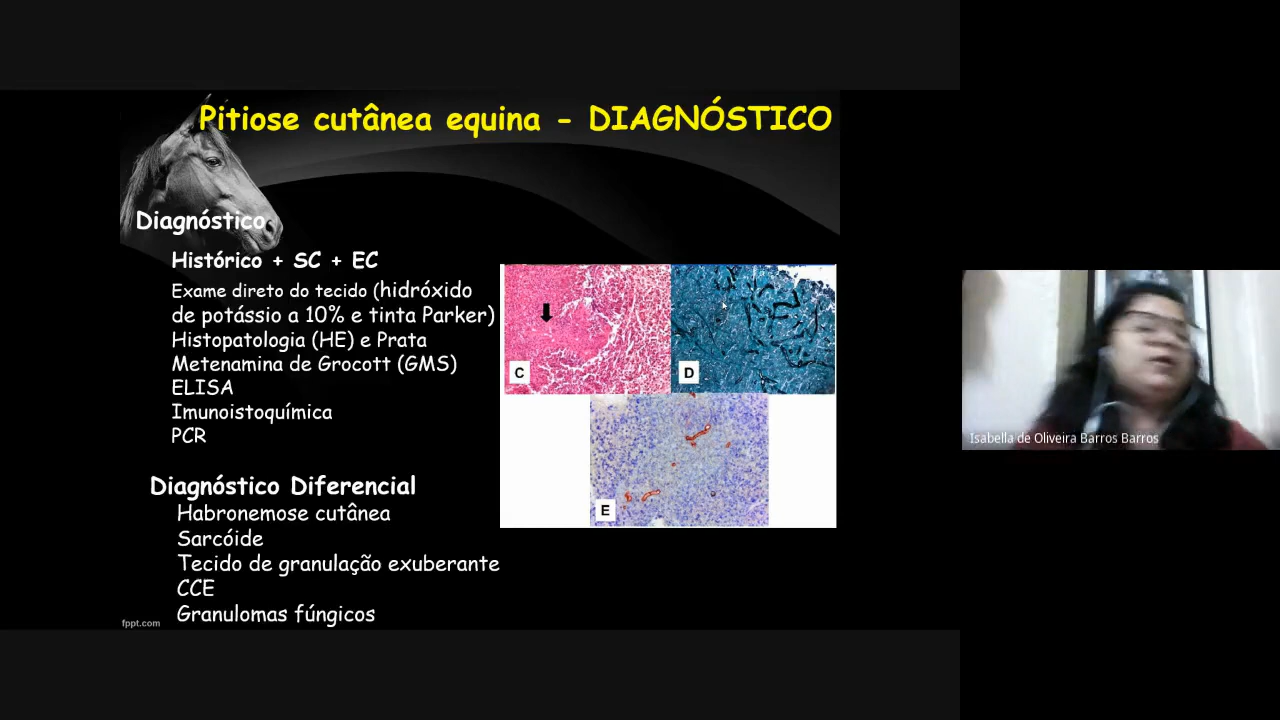 Pitiose cutânea equina - DIAGNÓSTICO
Diagnóstico
Histórico + SC + EC
Exame direto do tecido (hidróxido
de potássio a 10% e tinta Parker)
Histopatologia (HE) e Prata
Metenamina de Grocott (GMS)
ELISA
Imunoistoquímica
PCR
C
D
E
Diagnóstico Diferencial
Habronemose cutânea
Sarcóide
Tecido de granulação exuberante
CCE
Granulomas fúngicos
fppt.com
Isabella de Oliveira Barros Barros